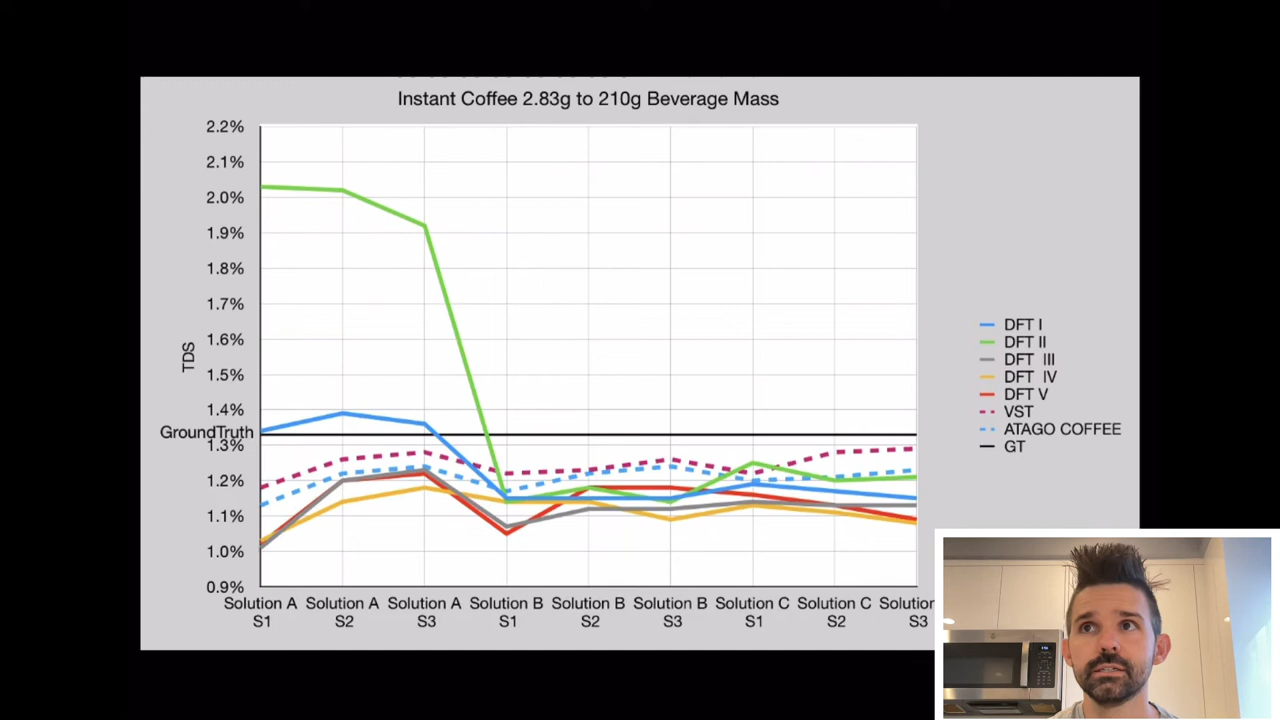 Instant Coffee 2.83g to 210g Beverage Mass
2.2%
2.1%
2.0%
1.9%
1.8%
1.7%
1.6%
1.5%
1.4%
GroundTruth
1.3%
1.2%
1.1%
1.0%
0.9%
TDS
Solution A S1
Solution A S2
Solution A S3
Solution B S1
Solution B S2
Solution B S3
Solution C S1
Solution C S2
Solution S3
DFT I
DFT II
DFT III
DFT IV
DFT V
VST
ATAGO COFFEE
GT